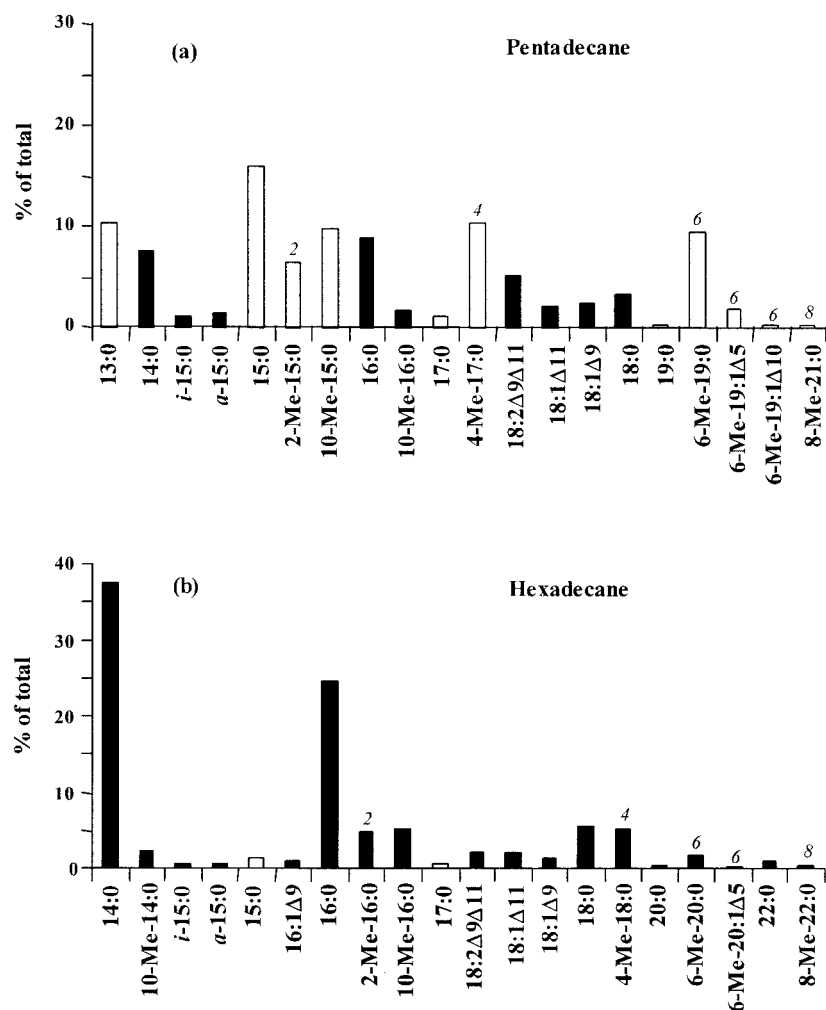 (a)
Pentadecane
% of total
30
20
10
0
2
4
6
6
6
8
13:0
14:0
i-15:0
a-15:0
15:0
2-Me-15:0
10-Me-15:0
16:0
10-Me-16:0
17:0
4-Me-17:0
18:2Δ9Δ11
18:1Δ11
18:1Δ9
18:0
19:0
6-Me-19:0
6-Me-19:1Δ5
6-Me-19:1Δ10
8-Me-21:0
(b)
Hexadecane
% of total
40
30
20
10
0
2
4
6
6
8
14:0
10-Me-14:0
i-15:0
a-15:0
15:0
16:1Δ9
16:0
2-Me-16:0
10-Me-16:0
17:0
18:2Δ9Δ11
18:1Δ11
18:1Δ9
18:0
4-Me-18:0
20:0
6-Me-20:0
6-Me-20:1Δ5
22:0
8-Me-22:0